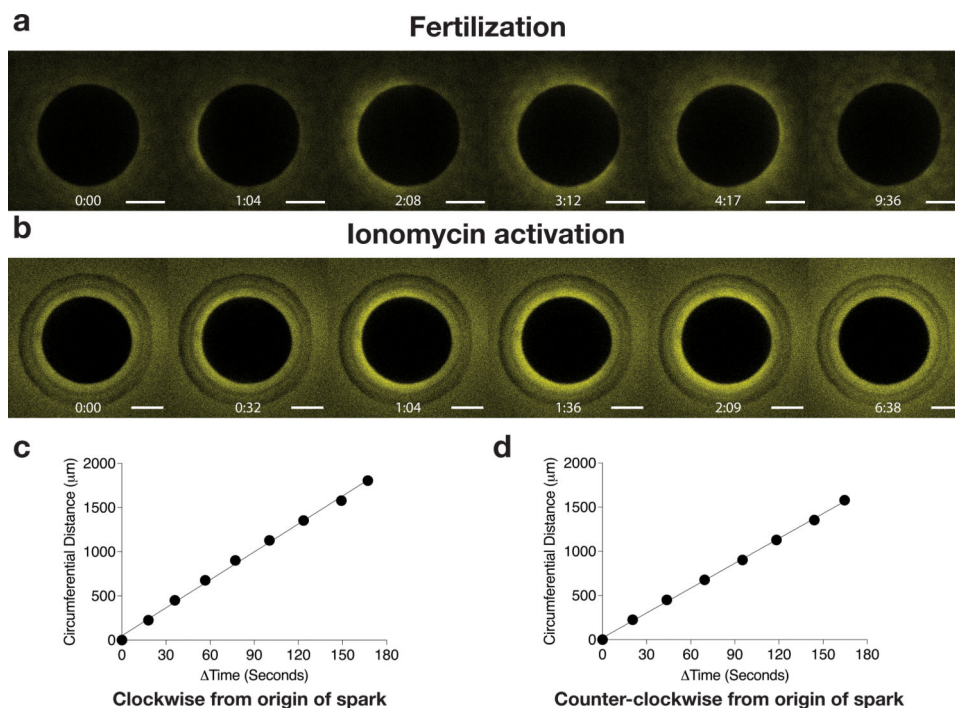 a
Fertilization
0:00 1:04 2:08 3:12 4:17 9:36
b
Ionomycin activation
0:00 0:32 1:04 1:36 2:09 6:38
c
Circumferential Distance (μm)
2000
1500
1000
500
0
0 30 60 90 120 150 180
ΔTime (Seconds)
Clockwise from origin of spark
d
Circumferential Distance (μm)
2000
1500
1000
500
0
0 30 60 90 120 150 180
ΔTime (Seconds)
Counter-clockwise from origin of spark